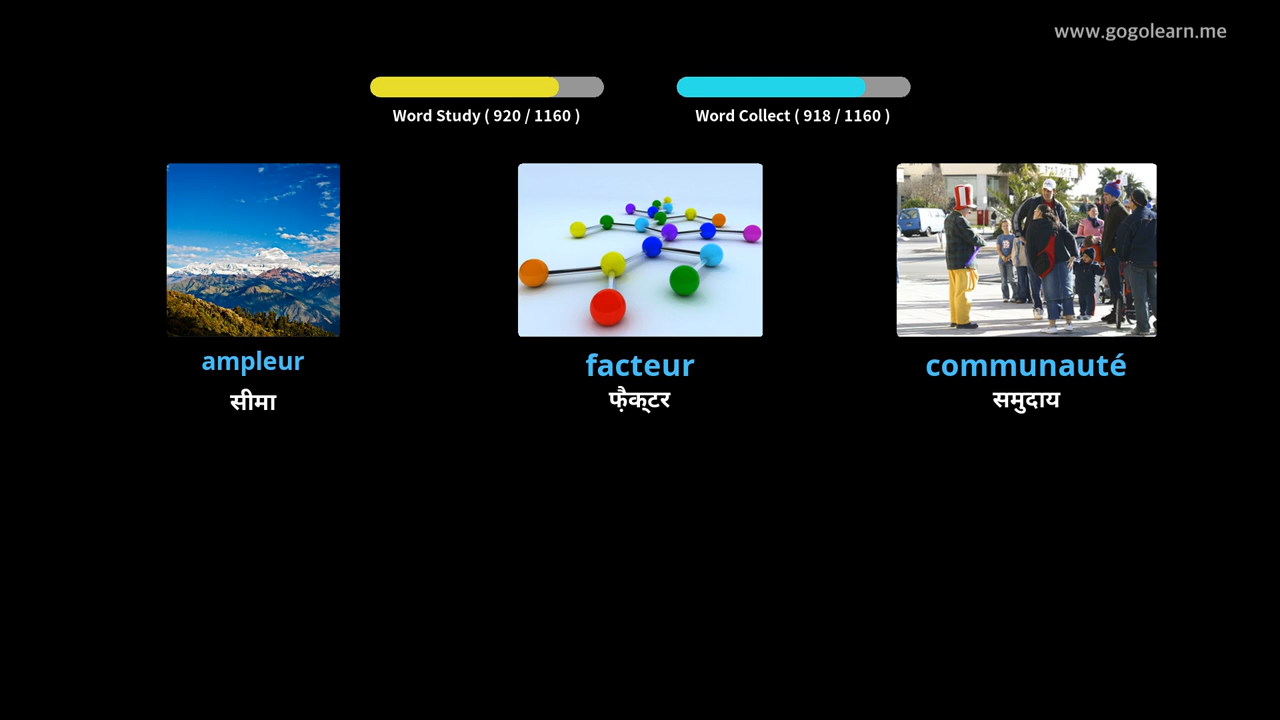 www.gogolearn.me
Word Study ( 920 / 1160 )
Word Collect ( 918 / 1160 )
ampleur
facteur
communauté
सीमा
फ़ैक्टर
समुदाय